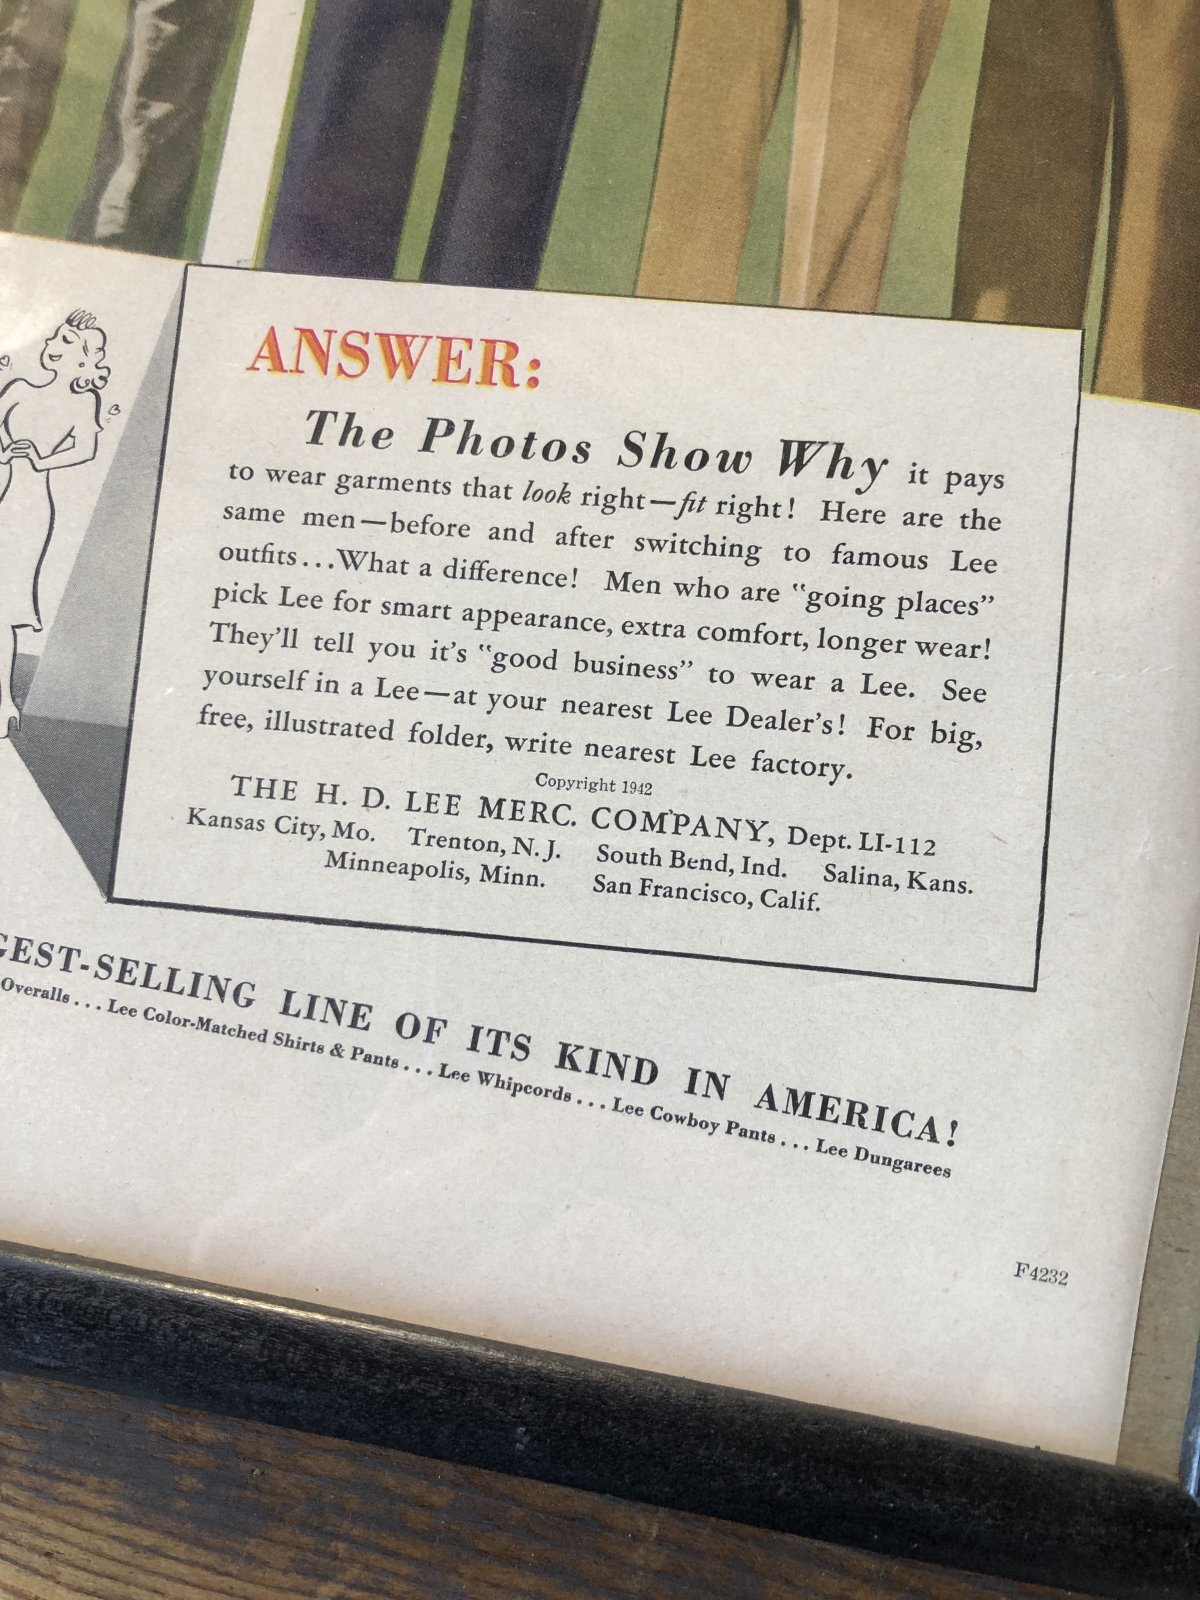 ANSWER:
The Photos Show Why it pays
to wear garments that look right—fit right! Here are the
same men—before and after switching to famous Lee
outfits...What a difference! Men who are "going places"
pick Lee for smart appearance, extra comfort, longer wear!
They'll tell you it's "good business" to wear a Lee. See
yourself in a Lee—at your nearest Lee Dealer's! For big,
free, illustrated folder, write nearest Lee factory.
Copyright 1942
THE H. D. LEE MERC. COMPANY, Dept. LI-112
Kansas City, Mo. Trenton, N. J. South Bend, Ind. Salina, Kans.
Minneapolis, Minn. San Francisco, Calif.
GEST-SELLING LINE OF ITS KIND IN AMERICA!
Overalls... Lee Color-Matched Shirts & Pants... Lee Whipcords... Lee Cowboy Pants... Lee Dungarees
F4232